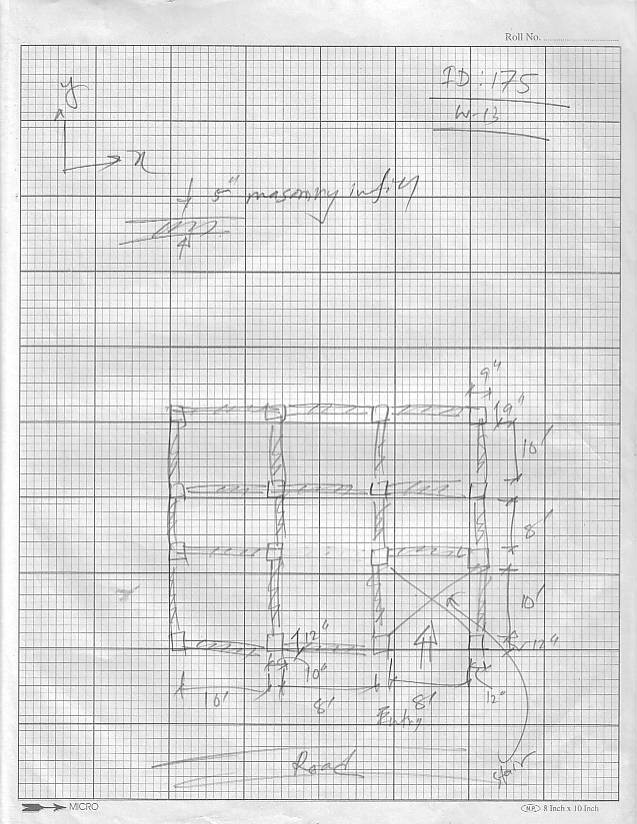 Roll No.
ID: 175
W-13
y
x
5" masonry infill
9"
9"
10'
8'
10'
12"
12"
10"
12"
10'
8'
8'
Entry
Road
Stair
MICRO
M.P. 8 Inch x 10 Inch